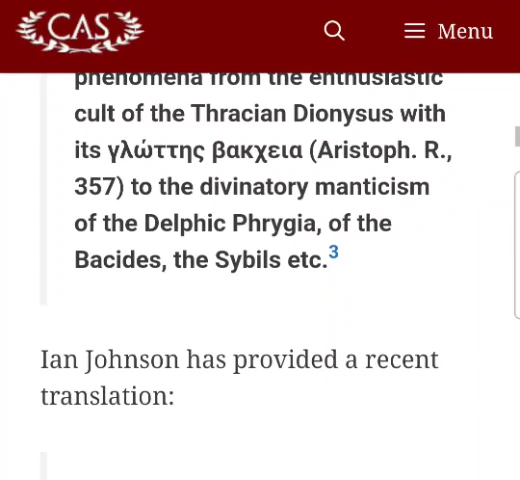 CAS
Menu
phenomena from the enthusiastic
cult of the Thracian Dionysus with
its γλώττης βακχεια (Aristoph. R.,
357) to the divinatory manticism
of the Delphic Phrygia, of the
Bacides, the Sybils etc.3
Ian Johnson has provided a recent
translation: